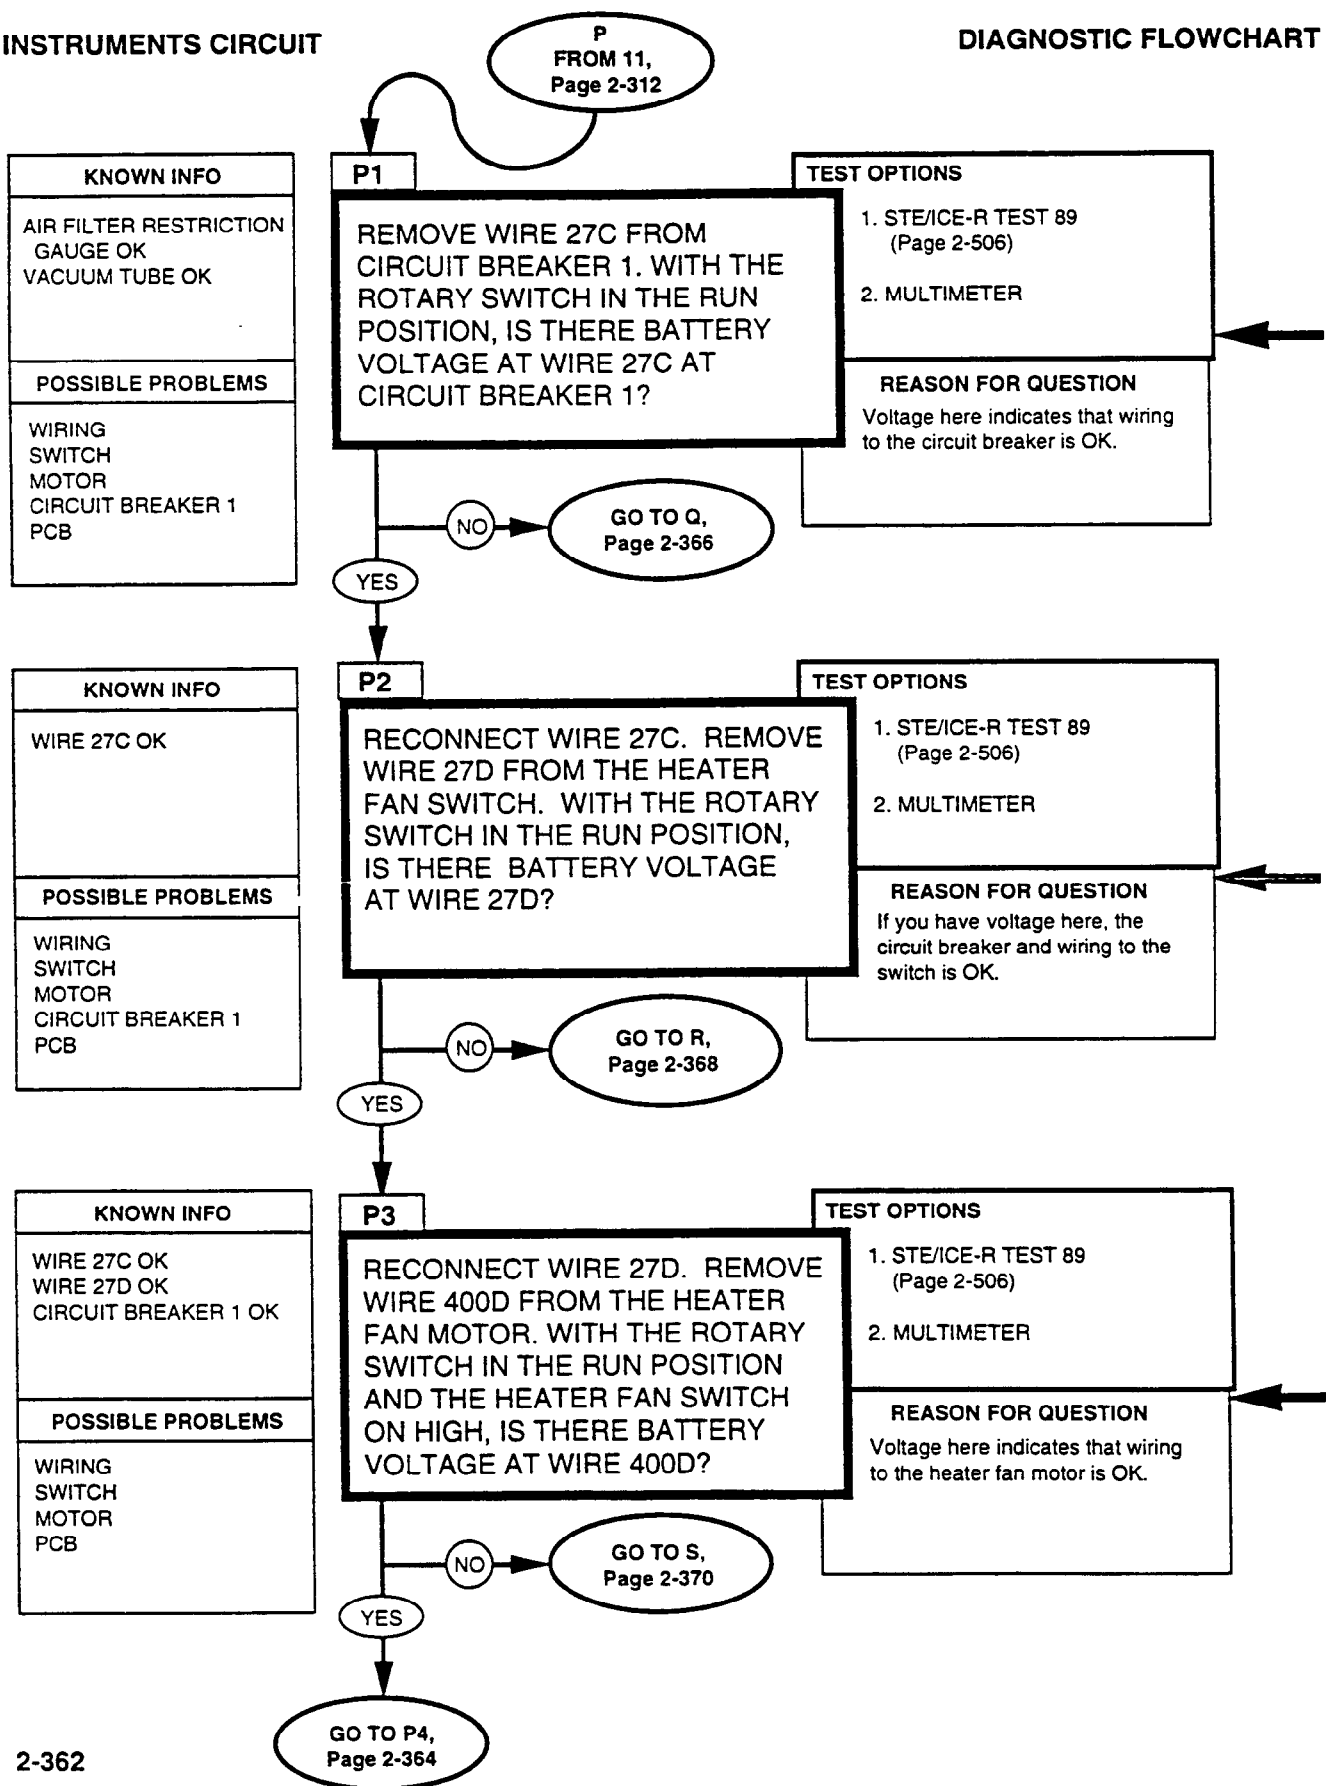 INSTRUMENTS CIRCUIT
DIAGNOSTIC FLOWCHART
P
FROM 11,
Page 2-312
KNOWN INFO
AIR FILTER RESTRICTION
GAUGE OK
VACUUM TUBE OK
POSSIBLE PROBLEMS
WIRING
SWITCH
MOTOR
CIRCUIT BREAKER 1
PCB
P1
REMOVE WIRE 27C FROM
CIRCUIT BREAKER 1. WITH THE
ROTARY SWITCH IN THE RUN
POSITION, IS THERE BATTERY
VOLTAGE AT WIRE 27C AT
CIRCUIT BREAKER 1?
TEST OPTIONS
1. STE/ICE-R TEST 89
(Page 2-506)
2. MULTIMETER
REASON FOR QUESTION
Voltage here indicates that wiring
to the circuit breaker is OK.
NO
GO TO Q,
Page 2-366
YES
KNOWN INFO
WIRE 27C OK
POSSIBLE PROBLEMS
WIRING
SWITCH
MOTOR
CIRCUIT BREAKER 1
PCB
P2
RECONNECT WIRE 27C. REMOVE
WIRE 27D FROM THE HEATER
FAN SWITCH. WITH THE ROTARY
SWITCH IN THE RUN POSITION,
IS THERE BATTERY VOLTAGE
AT WIRE 27D?
TEST OPTIONS
1. STE/ICE-R TEST 89
(Page 2-506)
2. MULTIMETER
REASON FOR QUESTION
If you have voltage here, the
circuit breaker and wiring to the
switch is OK.
NO
GO TO R,
Page 2-368
YES
KNOWN INFO
WIRE 27C OK
WIRE 27D OK
CIRCUIT BREAKER 1 OK
POSSIBLE PROBLEMS
WIRING
SWITCH
MOTOR
PCB
P3
RECONNECT WIRE 27D. REMOVE
WIRE 400D FROM THE HEATER
FAN MOTOR. WITH THE ROTARY
SWITCH IN THE RUN POSITION
AND THE HEATER FAN SWITCH
ON HIGH, IS THERE BATTERY
VOLTAGE AT WIRE 400D?
TEST OPTIONS
1. STE/ICE-R TEST 89
(Page 2-506)
2. MULTIMETER
REASON FOR QUESTION
Voltage here indicates that wiring
to the heater fan motor is OK.
NO
GO TO S,
Page 2-370
YES
GO TO P4,
Page 2-364
2-362